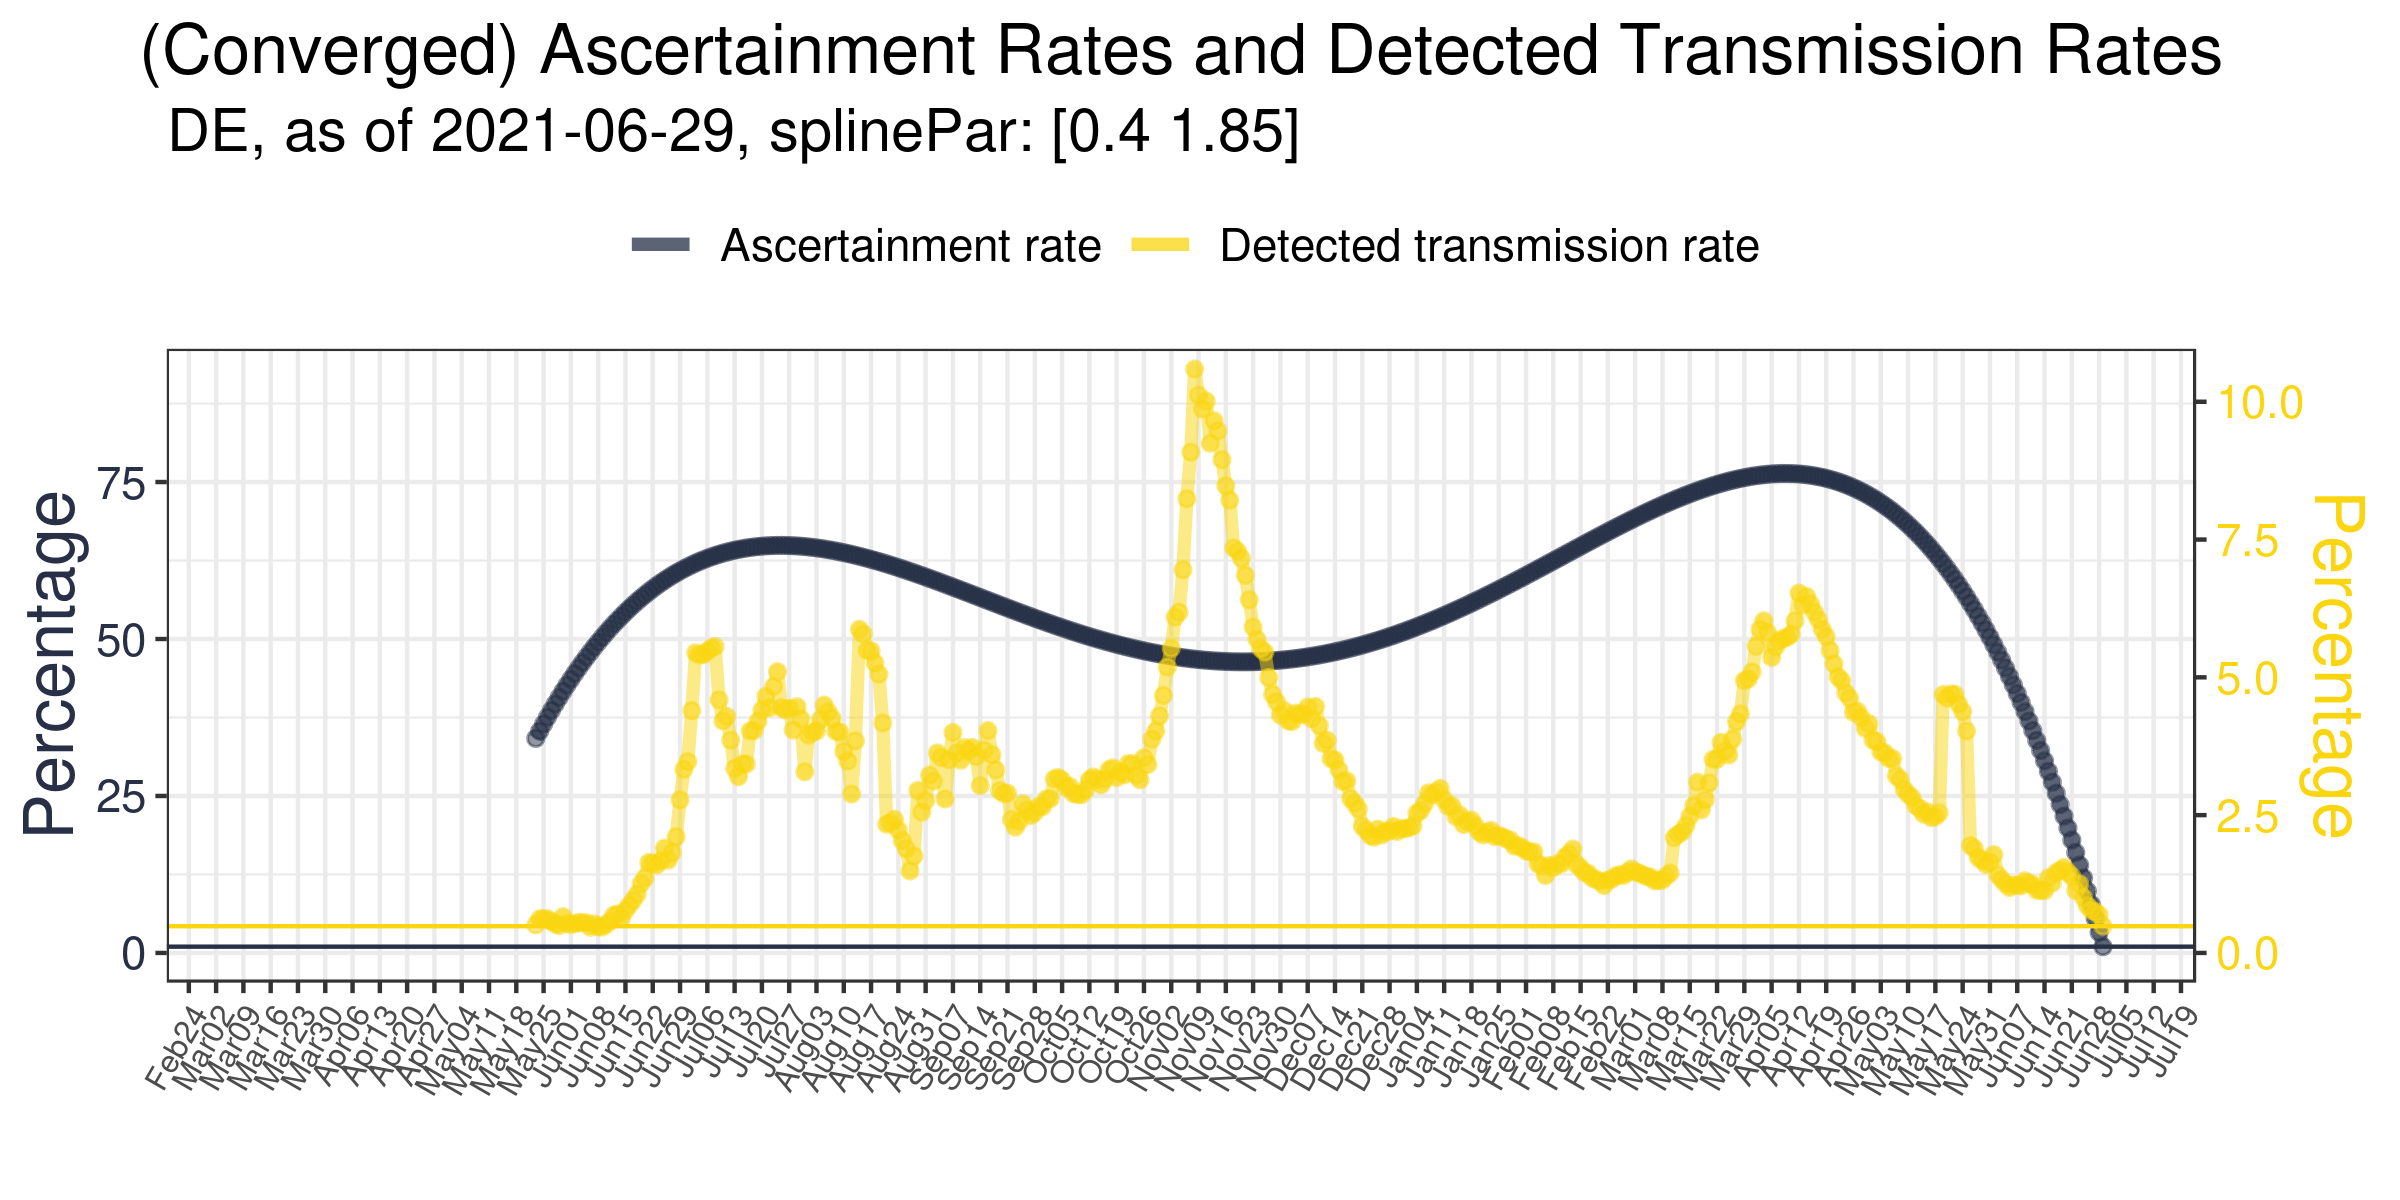 (Converged) Ascertainment Rates and Detected Transmission Rates
DE, as of 2021-06-29, splinePar: [0.4 1.85]
Ascertainment rate
Detected transmission rate
Percentage
75
50
25
0
10.0
7.5
5.0
2.5
0.0
Percentage
Feb24
Mar02
Mar09
Mar16
Mar23
Mar30
Apr06
Apr13
Apr20
Apr27
May04
May11
May18
May25
Jun01
Jun08
Jun15
Jun22
Jun29
Jul06
Jul13
Jul20
Jul27
Aug03
Aug10
Aug17
Aug24
Aug31
Sep07
Sep14
Sep21
Sep28
Oct05
Oct12
Oct19
Oct26
Nov02
Nov09
Nov16
Nov23
Nov30
Dec07
Dec14
Dec21
Dec28
Jan04
Jan11
Jan18
Jan25
Feb01
Feb08
Feb15
Feb22
Mar01
Mar08
Mar15
Mar22
Mar29
Apr05
Apr12
Apr19
Apr26
May03
May10
May17
May24
May31
Jun07
Jun14
Jun21
Jun28
Jul05
Jul12
Jul19